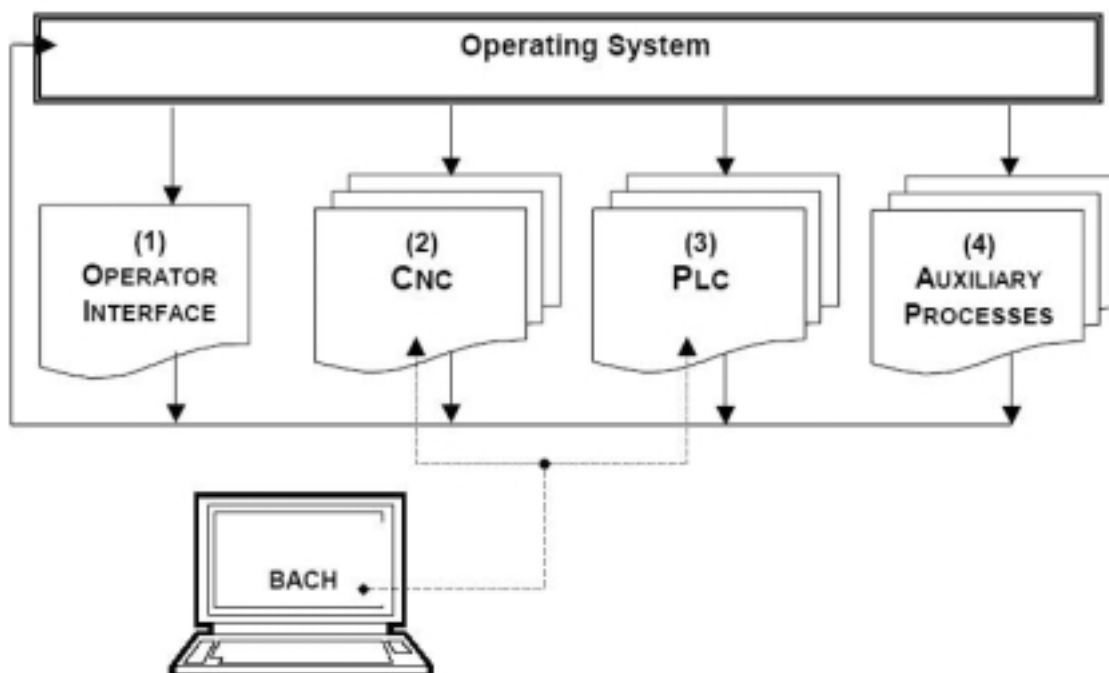 Operating System
(1)
OPERATOR
INTERFACE
(2)
CNC
(3)
PLC
(4)
AUXILIARY
PROCESSES
BACH